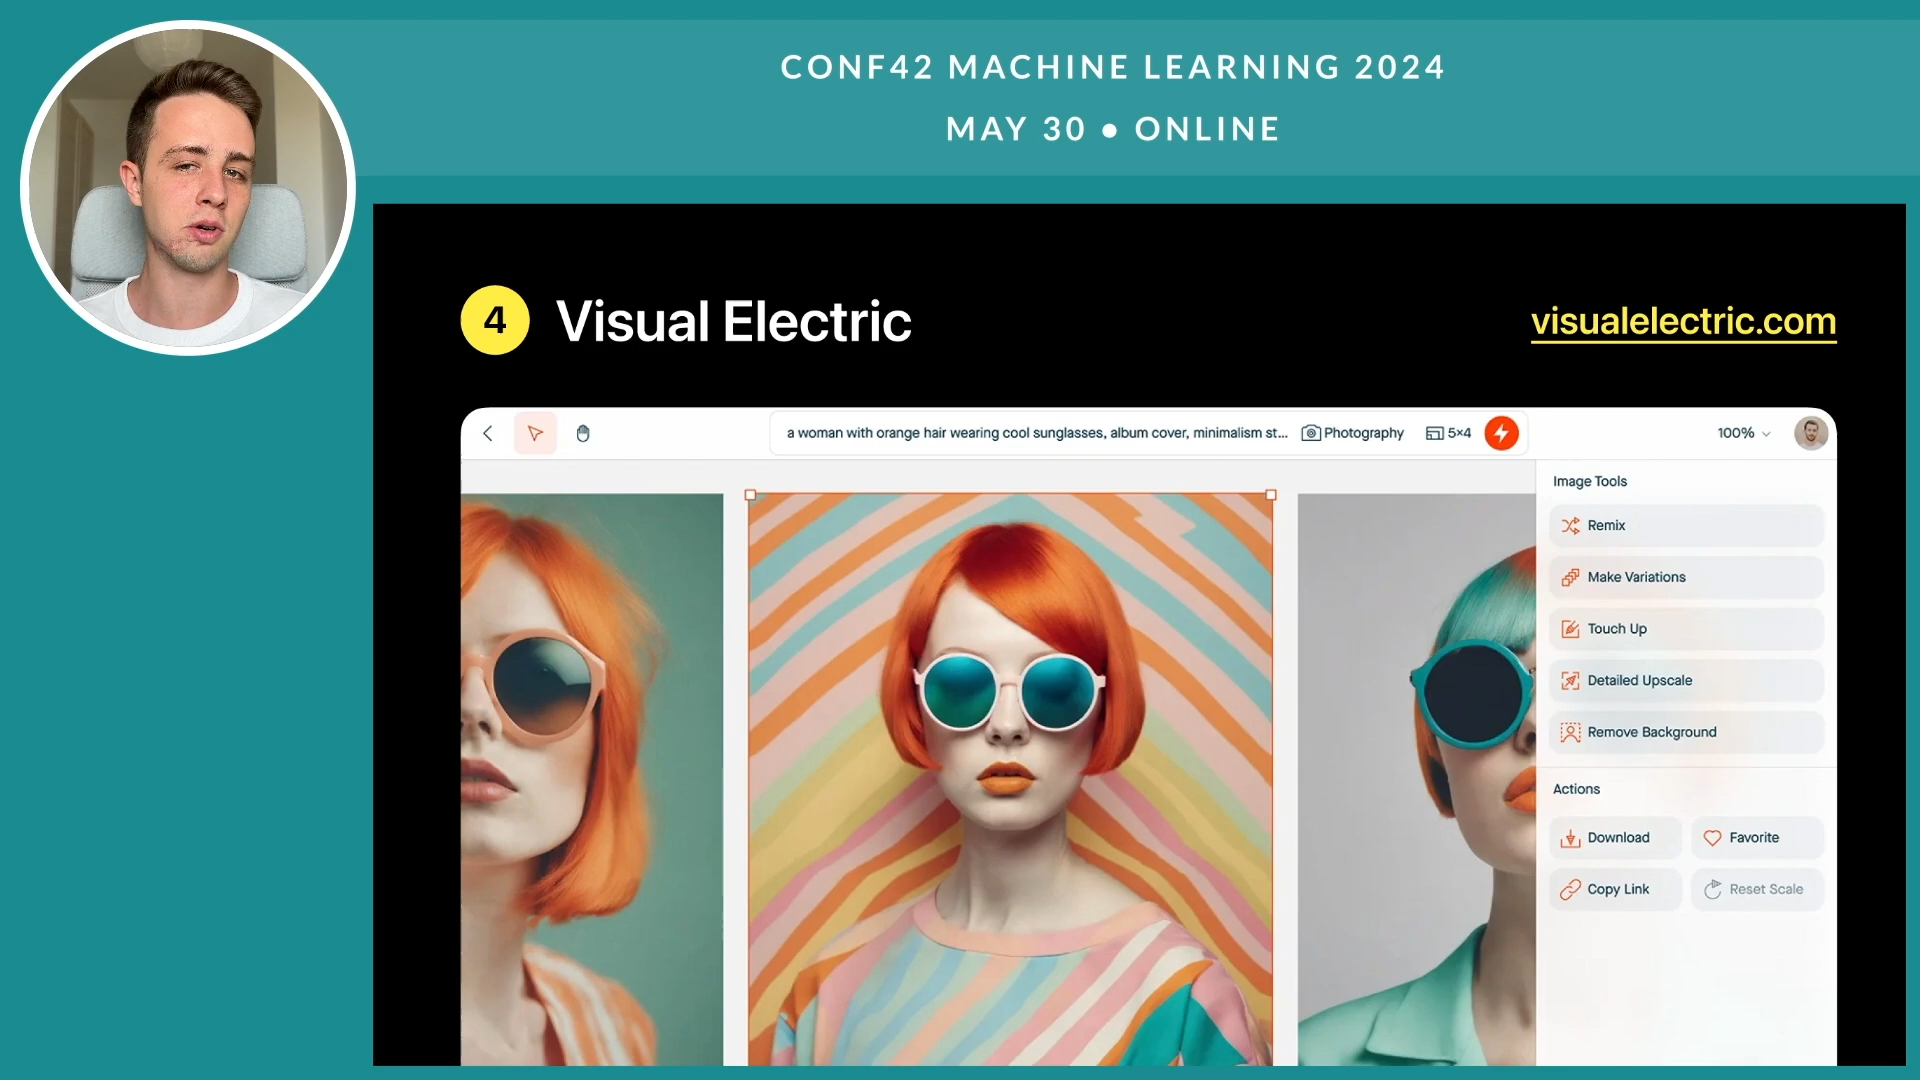 CONF42 MACHINE LEARNING 2024
MAY 30 • ONLINE
4 Visual Electric
visualelectric.com
a woman with orange hair wearing cool sunglasses, album cover, minimalism st... Photography 5×4
100%
Image Tools
Remix
Make Variations
Touch Up
Detailed Upscale
Remove Background
Actions
Download Favorite
Copy Link Reset Scale